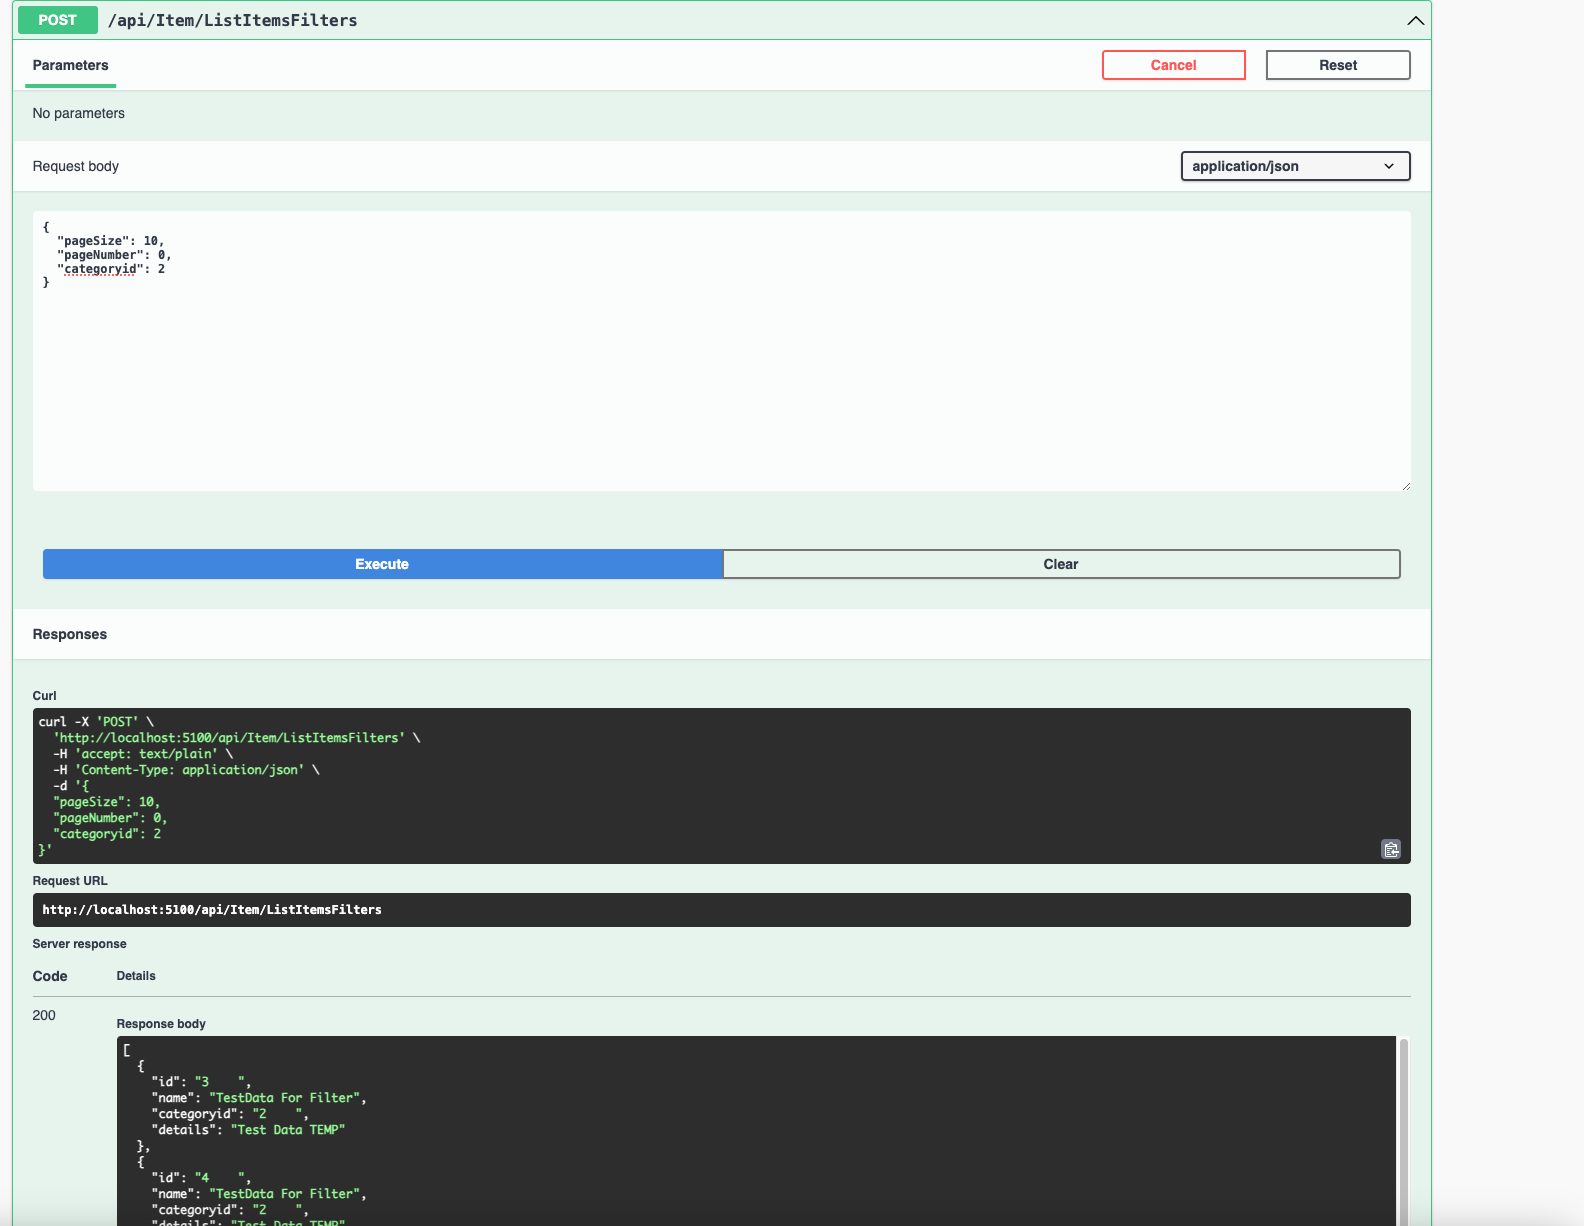 POST /api/Item/ListItemsFilters
Parameters
Cancel
Reset
No parameters
Request body
application/json
{
  "pageSize": 10,
  "pageNumber": 0,
  "categoryid": 2
}
Execute
Clear
Responses
Curl
curl -X 'POST' \
  'http://localhost:5100/api/Item/ListItemsFilters' \
  -H 'accept: text/plain' \
  -H 'Content-Type: application/json' \
  -d '{
  "pageSize": 10,
  "pageNumber": 0,
  "categoryid": 2
}'
Request URL
http://localhost:5100/api/Item/ListItemsFilters
Server response
Code Details
200
Response body
[
  {
    "id": "3    ",
    "name": "TestData For Filter",
    "categoryid": "2    ",
    "details": "Test Data TEMP"
  },
  {
    "id": "4    ",
    "name": "TestData For Filter",
    "categoryid": "2    ",
    "details": "Test Data TEMP"